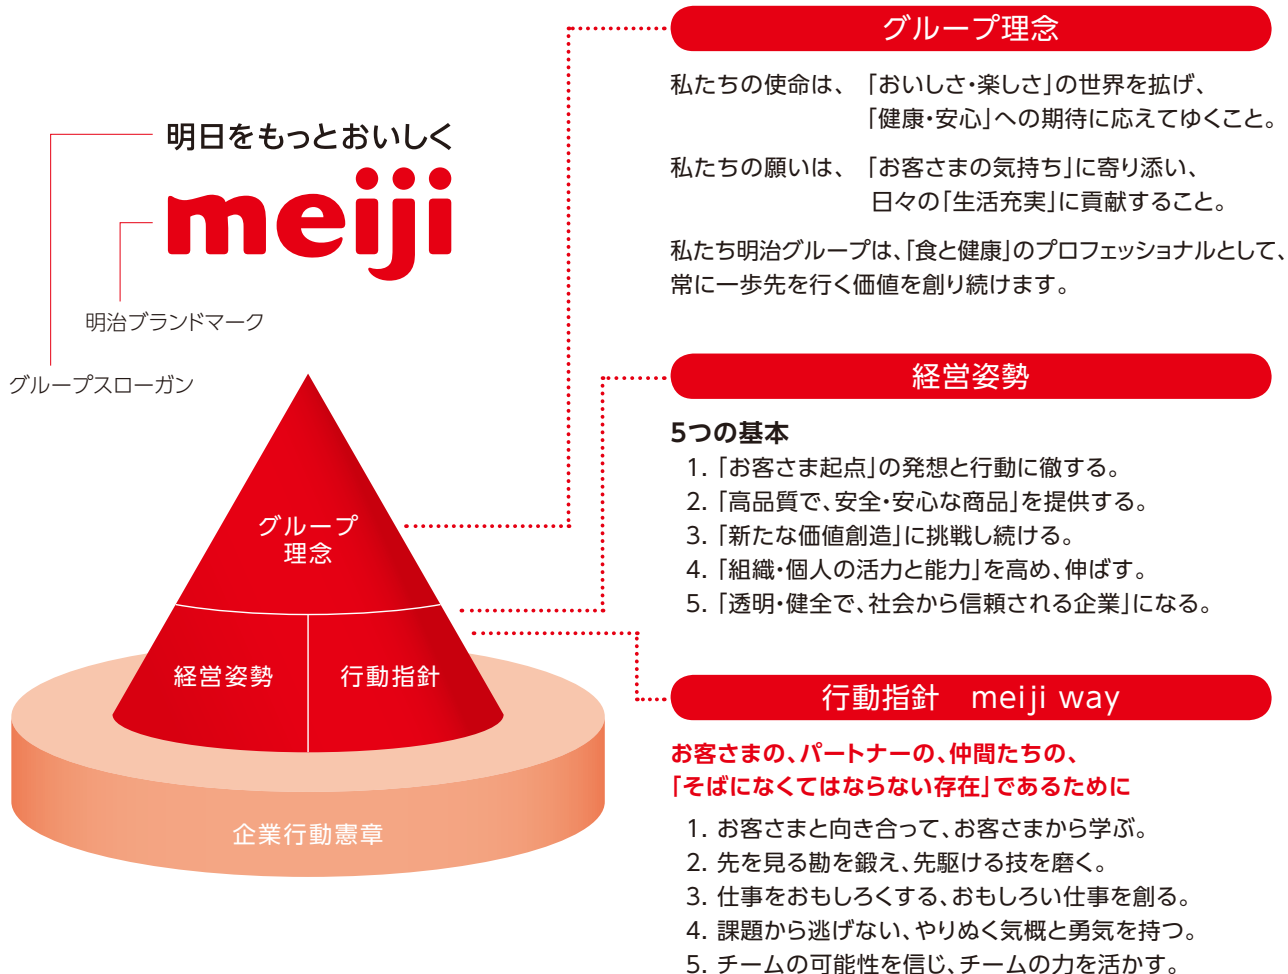 明日をもっとおいしく
meiji
明治ブランドマーク
グループスローガン
グループ
理念
経営姿勢
行動指針
企業行動憲章
グループ理念
私たちの使命は、「おいしさ・楽しさ」の世界を拡げ、
「健康・安心」への期待に応えてゆくこと。
私たちの願いは、「お客さまの気持ち」に寄り添い、
日々の「生活充実」に貢献すること。
私たち明治グループは、「食と健康」のプロフェッショナルとして、
常に一歩先を行く価値を創り続けます。
経営姿勢
5つの基本
1. 「お客さま起点」の発想と行動に徹する。
2. 「高品質で、安全・安心な商品」を提供する。
3. 「新たな価値創造」に挑戦し続ける。
4. 「組織・個人の活力と能力」を高め、伸ばす。
5. 「透明・健全で、社会から信頼される企業」になる。
行動指針　meiji way
お客さまの、パートナーの、仲間たちの、
「そばになくてはならない存在」であるために
1. お客さまと向き合って、お客さまから学ぶ。
2. 先を見る勘を鍛え、先駆ける技を磨く。
3. 仕事をおもしろくする、おもしろい仕事を創る。
4. 課題から逃げない、やりぬく気概と勇気を持つ。
5. チームの可能性を信じ、チームの力を活かす。